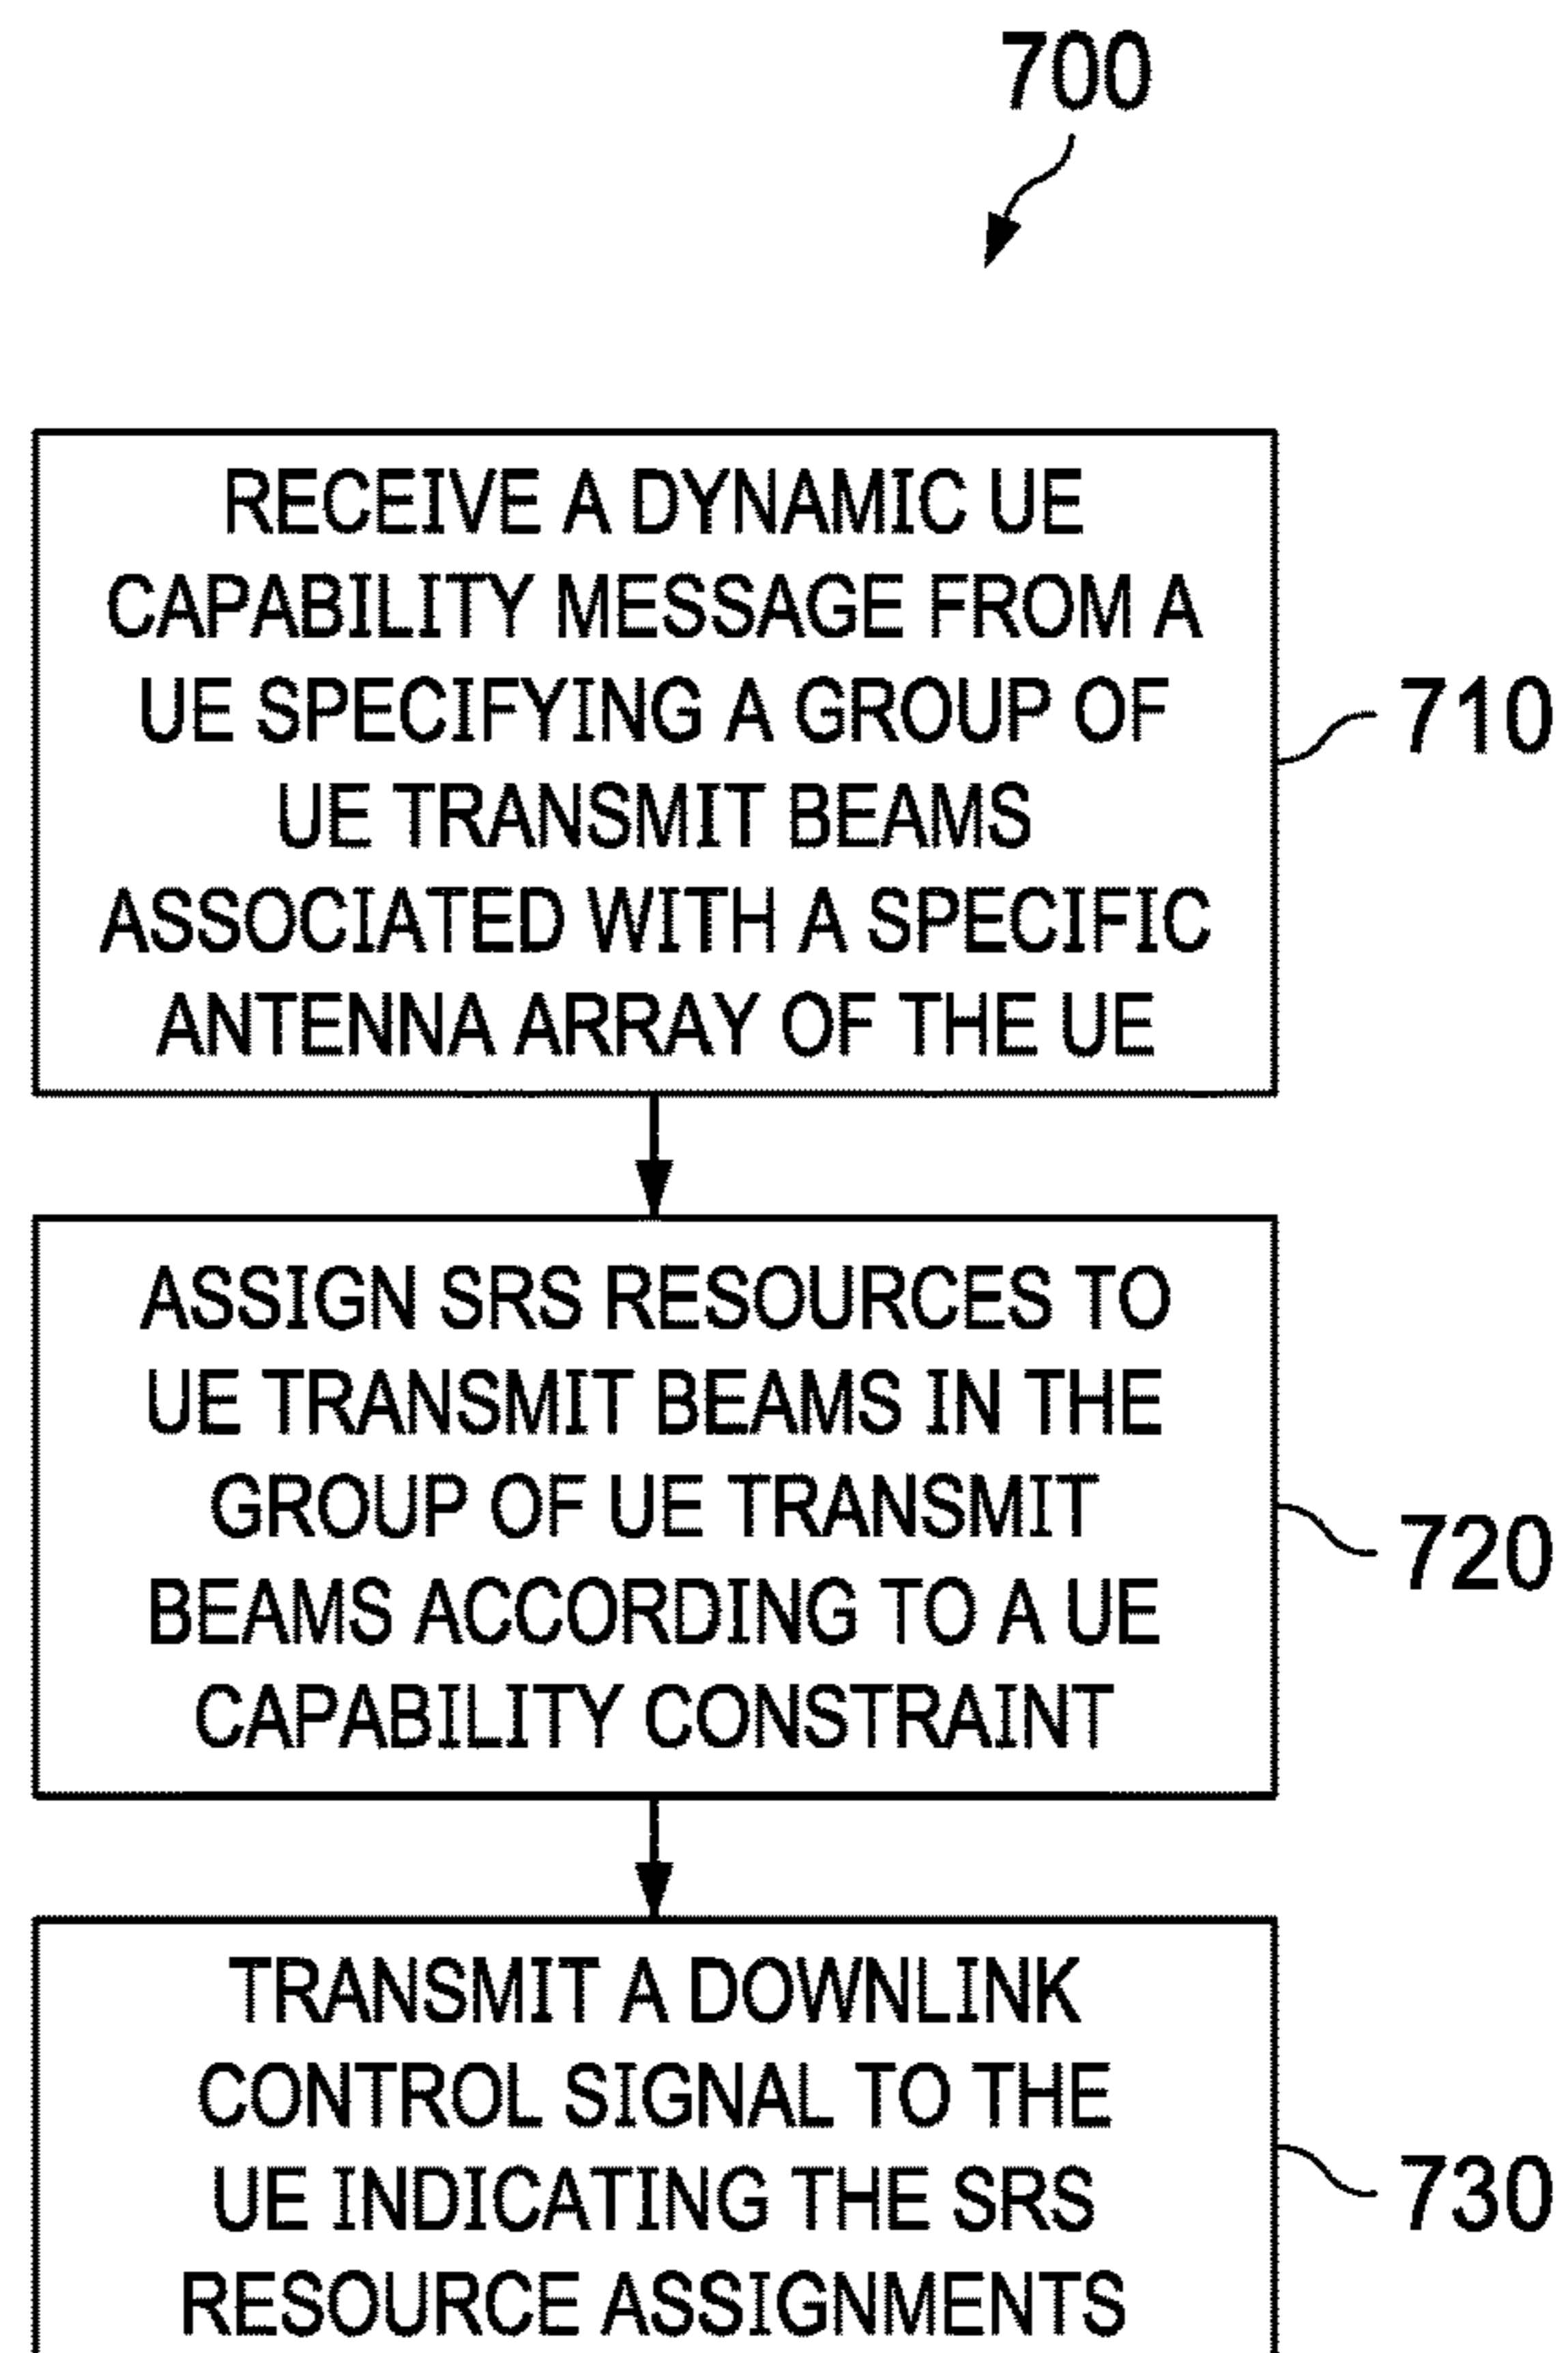 700
RECEIVE A DYNAMIC UE
CAPABILITY MESSAGE FROM A
UE SPECIFYING A GROUP OF
UE TRANSMIT BEAMS
ASSOCIATED WITH A SPECIFIC
ANTENNA ARRAY OF THE UE
710
ASSIGN SRS RESOURCES TO
UE TRANSMIT BEAMS IN THE
GROUP OF UE TRANSMIT
BEAMS ACCORDING TO A UE
CAPABILITY CONSTRAINT
720
TRANSMIT A DOWNLINK
CONTROL SIGNAL TO THE
UE INDICATING THE SRS
RESOURCE ASSIGNMENTS
730